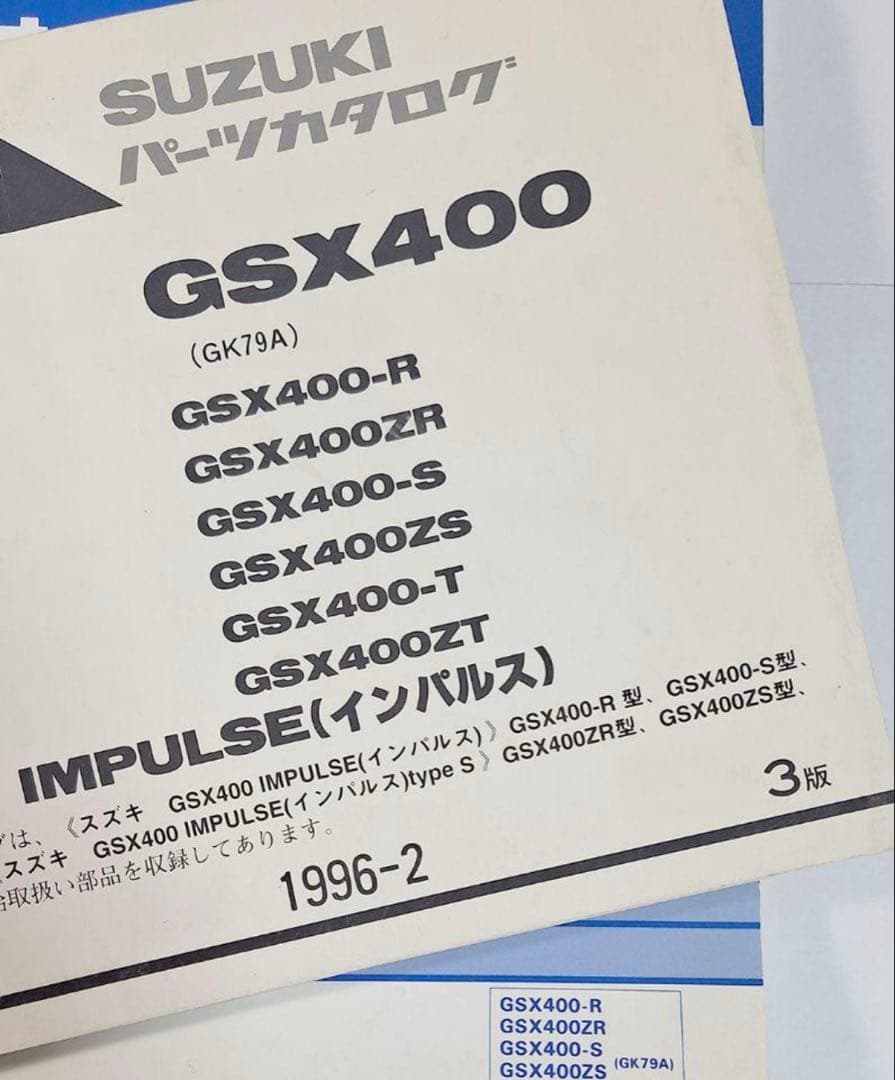 SUZUKI
パーツカタログ
GSX400
(GK79A)
GSX400-R
GSX400ZR
GSX400-S
GSX400ZS
GSX400-T
GSX400ZT
IMPULSE(インパルス)
グは、《スズキ GSX400 IMPULSE(インパルス)》GSX400-R型、GSX400-S型、
《スズキ GSX400 IMPULSE(インパルス)type S》GSX400ZR型、GSX400ZS型、
取扱い部品を収録してあります。
3版
1996-2
GSX400-R
GSX400ZR
GSX400-S
GSX400ZS (GK79A)